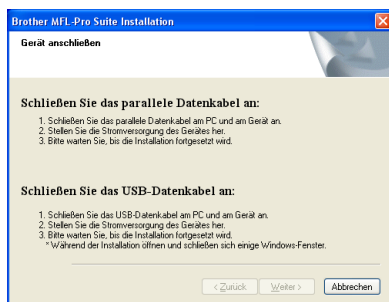 Brother MFL-Pro Suite Installation
Gerät anschließen
Schließen Sie das parallele Datenkabel an:
1. Schließen Sie das parallele Datenkabel am PC und am Gerät an.
2. Stellen Sie die Stromversorgung des Gerätes her.
3. Bitte warten Sie, bis die Installation fortgesetzt wird.
Schließen Sie das USB-Datenkabel an:
1. Schließen Sie das USB-Datenkabel am PC und am Gerät an.
2. Stellen Sie die Stromversorgung des Gerätes her.
3. Bitte warten Sie, bis die Installation fortgesetzt wird.
* Während der Installation öffnen und schließen sich einige Windows-Fenster.
< Zurück Weiter > Abbrechen